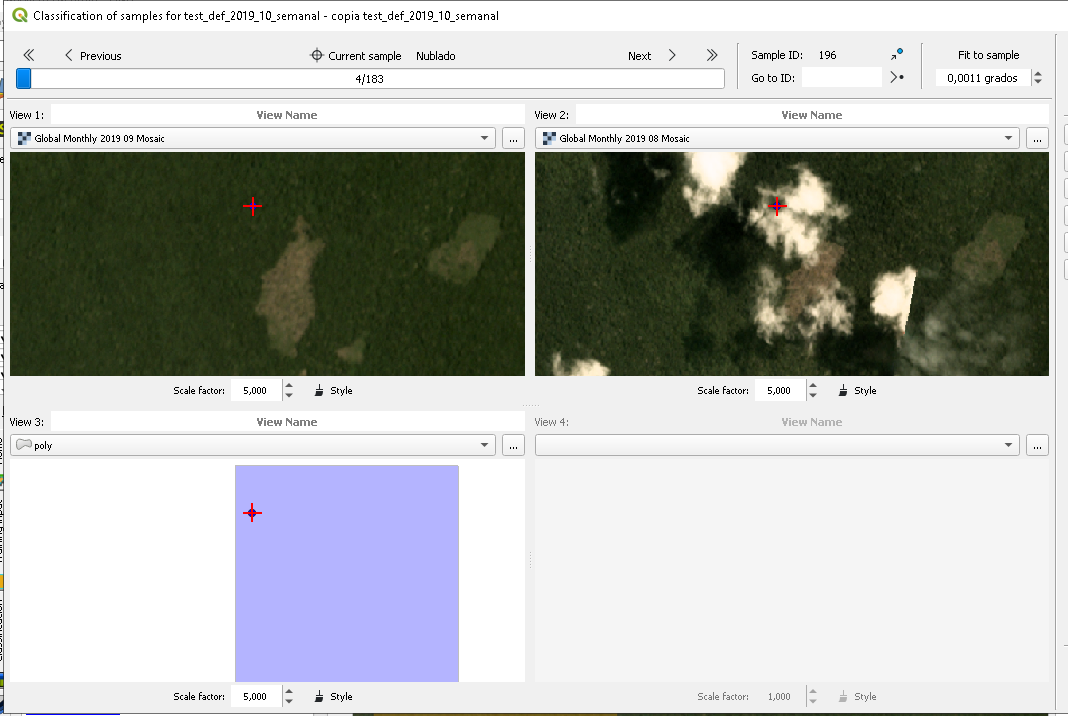 Classification of samples for test_def_2019_10_semanal - copia test_def_2019_10_semanal
Previous
Current sample
Nublado
Next
4/183
Sample ID: 196
Go to ID:
Fit to sample
0,0011 grados
View 1: View Name
Global Monthly 2019 09 Mosaic
...
View 2: View Name
Global Monthly 2019 08 Mosaic
...
Scale factor: 5,000 Style
Scale factor: 5,000 Style
View 3: View Name
poly
...
View 4: View Name
...
Scale factor: 5,000 Style
Scale factor: 1,000 Style